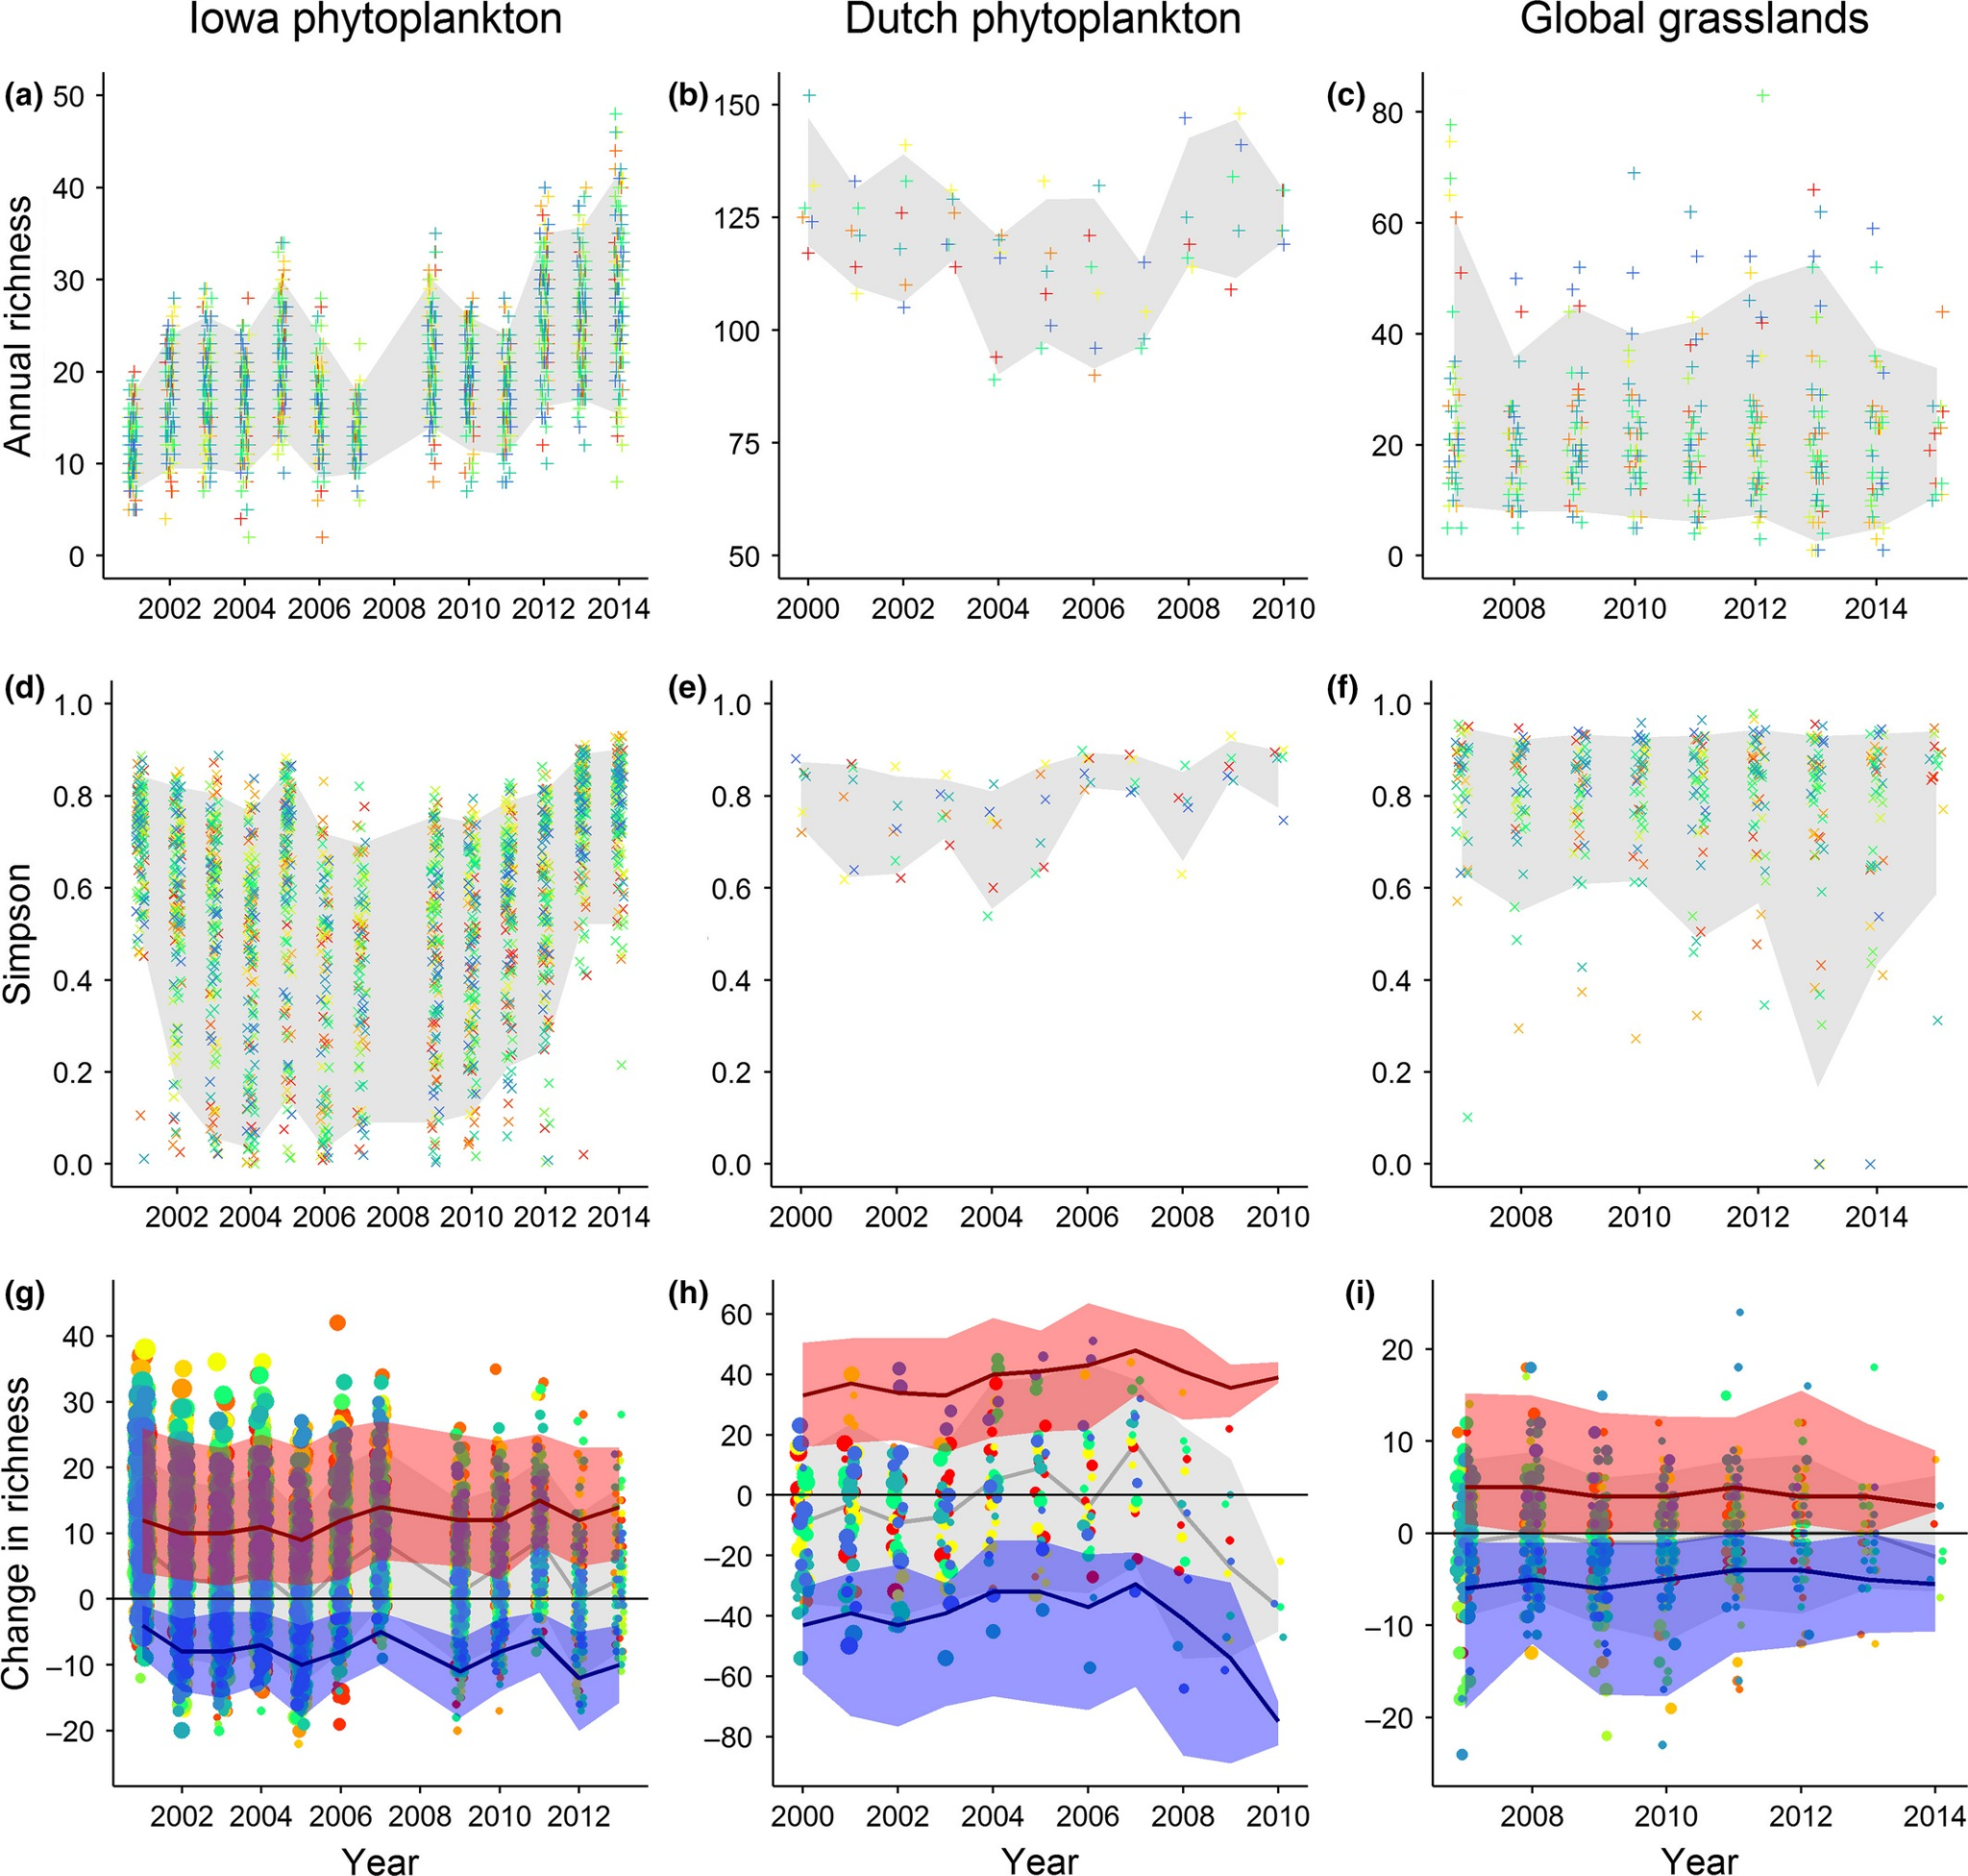 Iowa phytoplankton Dutch phytoplankton Global grasslands
(a) (b) (c)
Annual richness
50
40
30
20
10
0
2002 2004 2006 2008 2010 2012 2014
150
125
100
75
50
2000 2002 2004 2006 2008 2010
80
60
40
20
0
2008 2010 2012 2014
(d) (e) (f)
Simpson
1.0
0.8
0.6
0.4
0.2
0.0
2002 2004 2006 2008 2010 2012 2014
1.0
0.8
0.6
0.4
0.2
0.0
2000 2002 2004 2006 2008 2010
1.0
0.8
0.6
0.4
0.2
0.0
2008 2010 2012 2014
(g) (h) (i)
Change in richness
40
30
20
10
0
−10
−20
2002 2004 2006 2008 2010 2012
Year
60
40
20
0
−20
−40
−60
−80
2000 2002 2004 2006 2008 2010
Year
20
10
0
−10
−20
2008 2010 2012 2014
Year